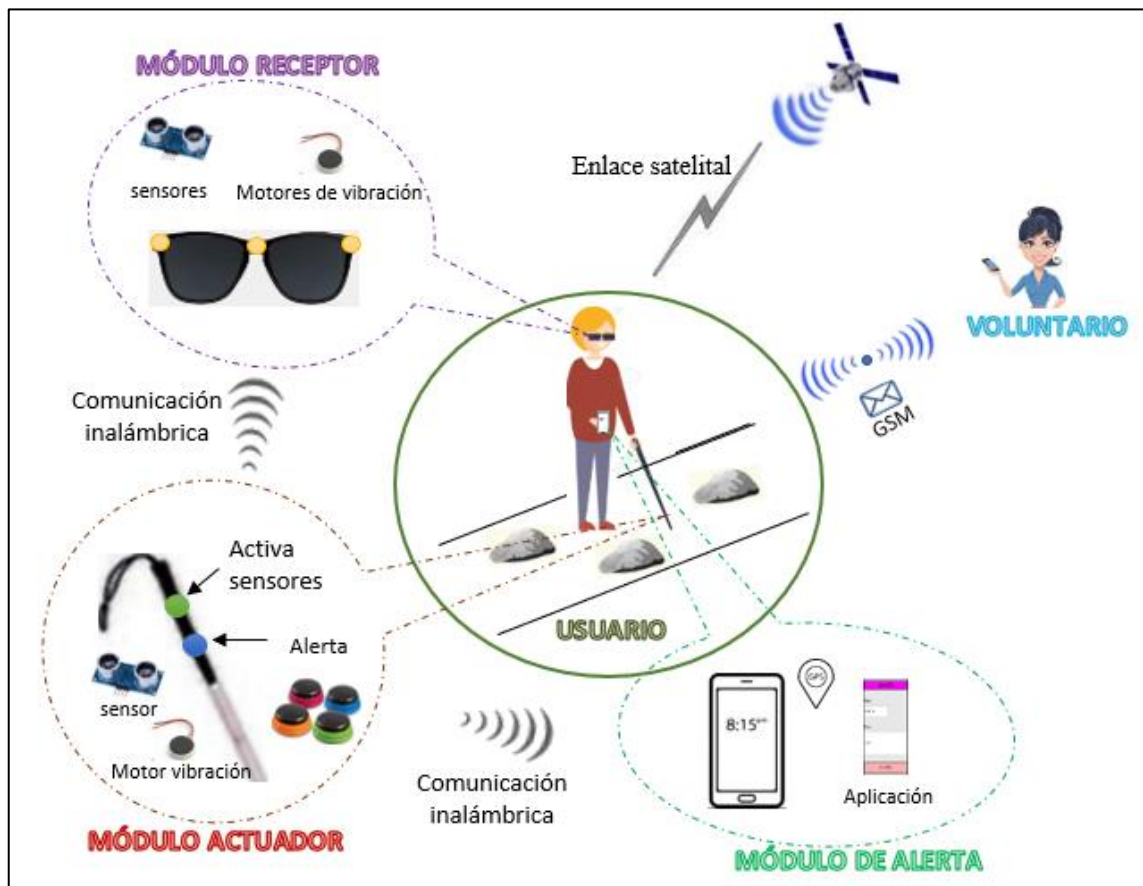 MÓDULO RECEPTOR
sensores
Motores de vibración
Enlace satelital
VOLUNTARIO
GSM
Comunicación
inalámbrica
USUARIO
Activa
sensores
Alerta
sensor
Motor vibración
MÓDULO ACTUADOR
Comunicación
inalámbrica
GPS
8:15
Aplicación
MÓDULO DE ALERTA